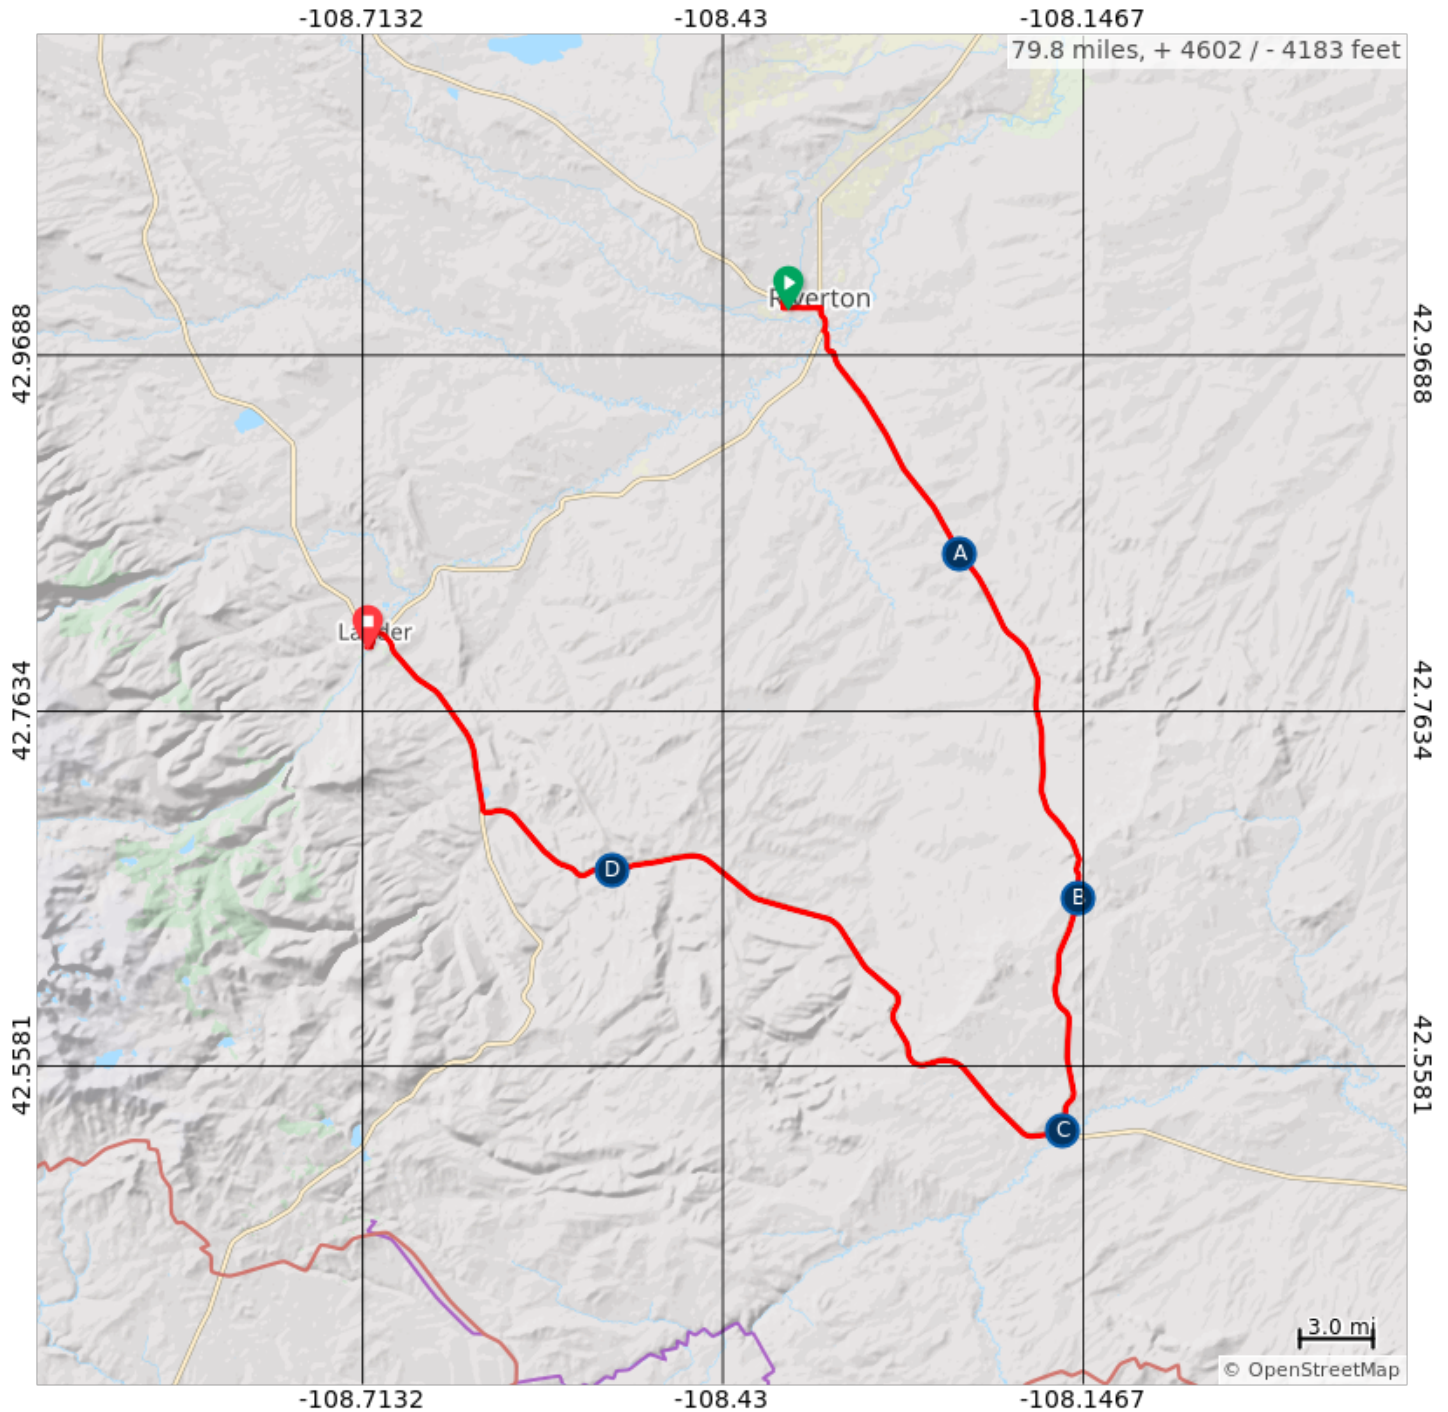 -108.7132 -108.43 -108.1467
79.8 miles, + 4602 / - 4183 feet
Riverton
42.9688 42.9688
A
Lander
42.7634 42.7634
D
B
42.5581 42.5581
C
3.0 mi
© OpenStreetMap
-108.7132 -108.43 -108.1467